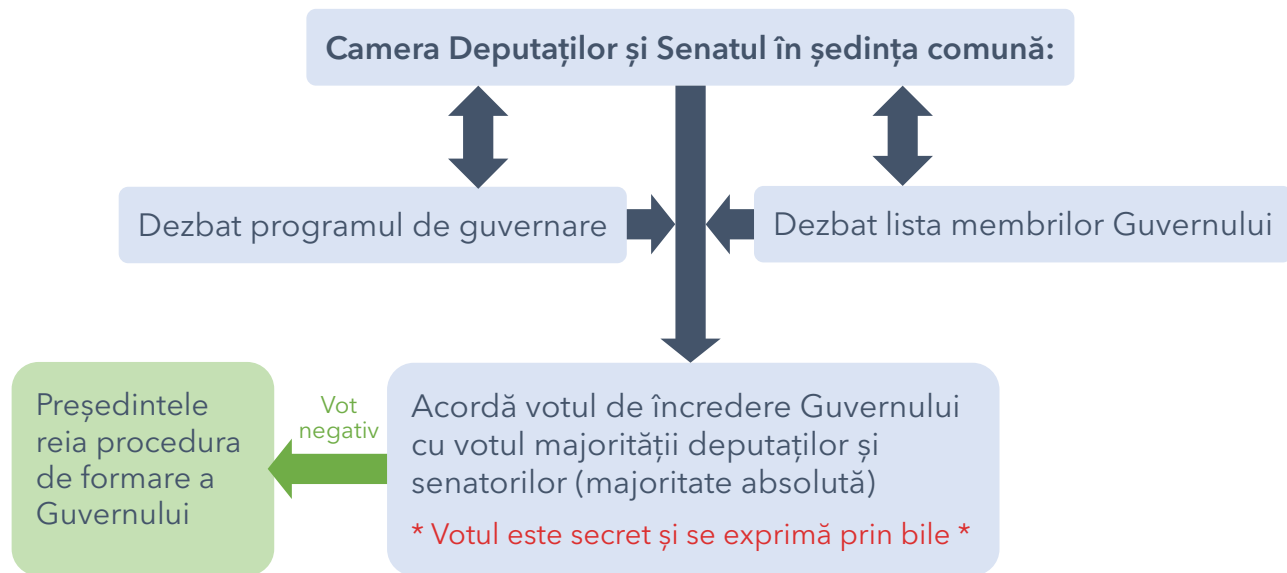 Camera Deputaților și Senatul în ședința comună:
Dezbat programul de guvernare
Dezbat lista membrilor Guvernului
Președintele
reia procedura
de formare a
Guvernului
Vot
negativ
Acordă votul de încredere Guvernului
cu votul majorității deputaților și
senatorilor (majoritate absolută)
* Votul este secret și se exprimă prin bile *